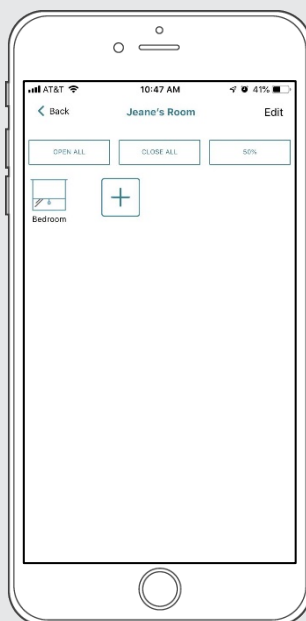 AT&T 10:47 AM 41%
Back Jeane's Room Edit
OPEN ALL CLOSE ALL 50%
Bedroom